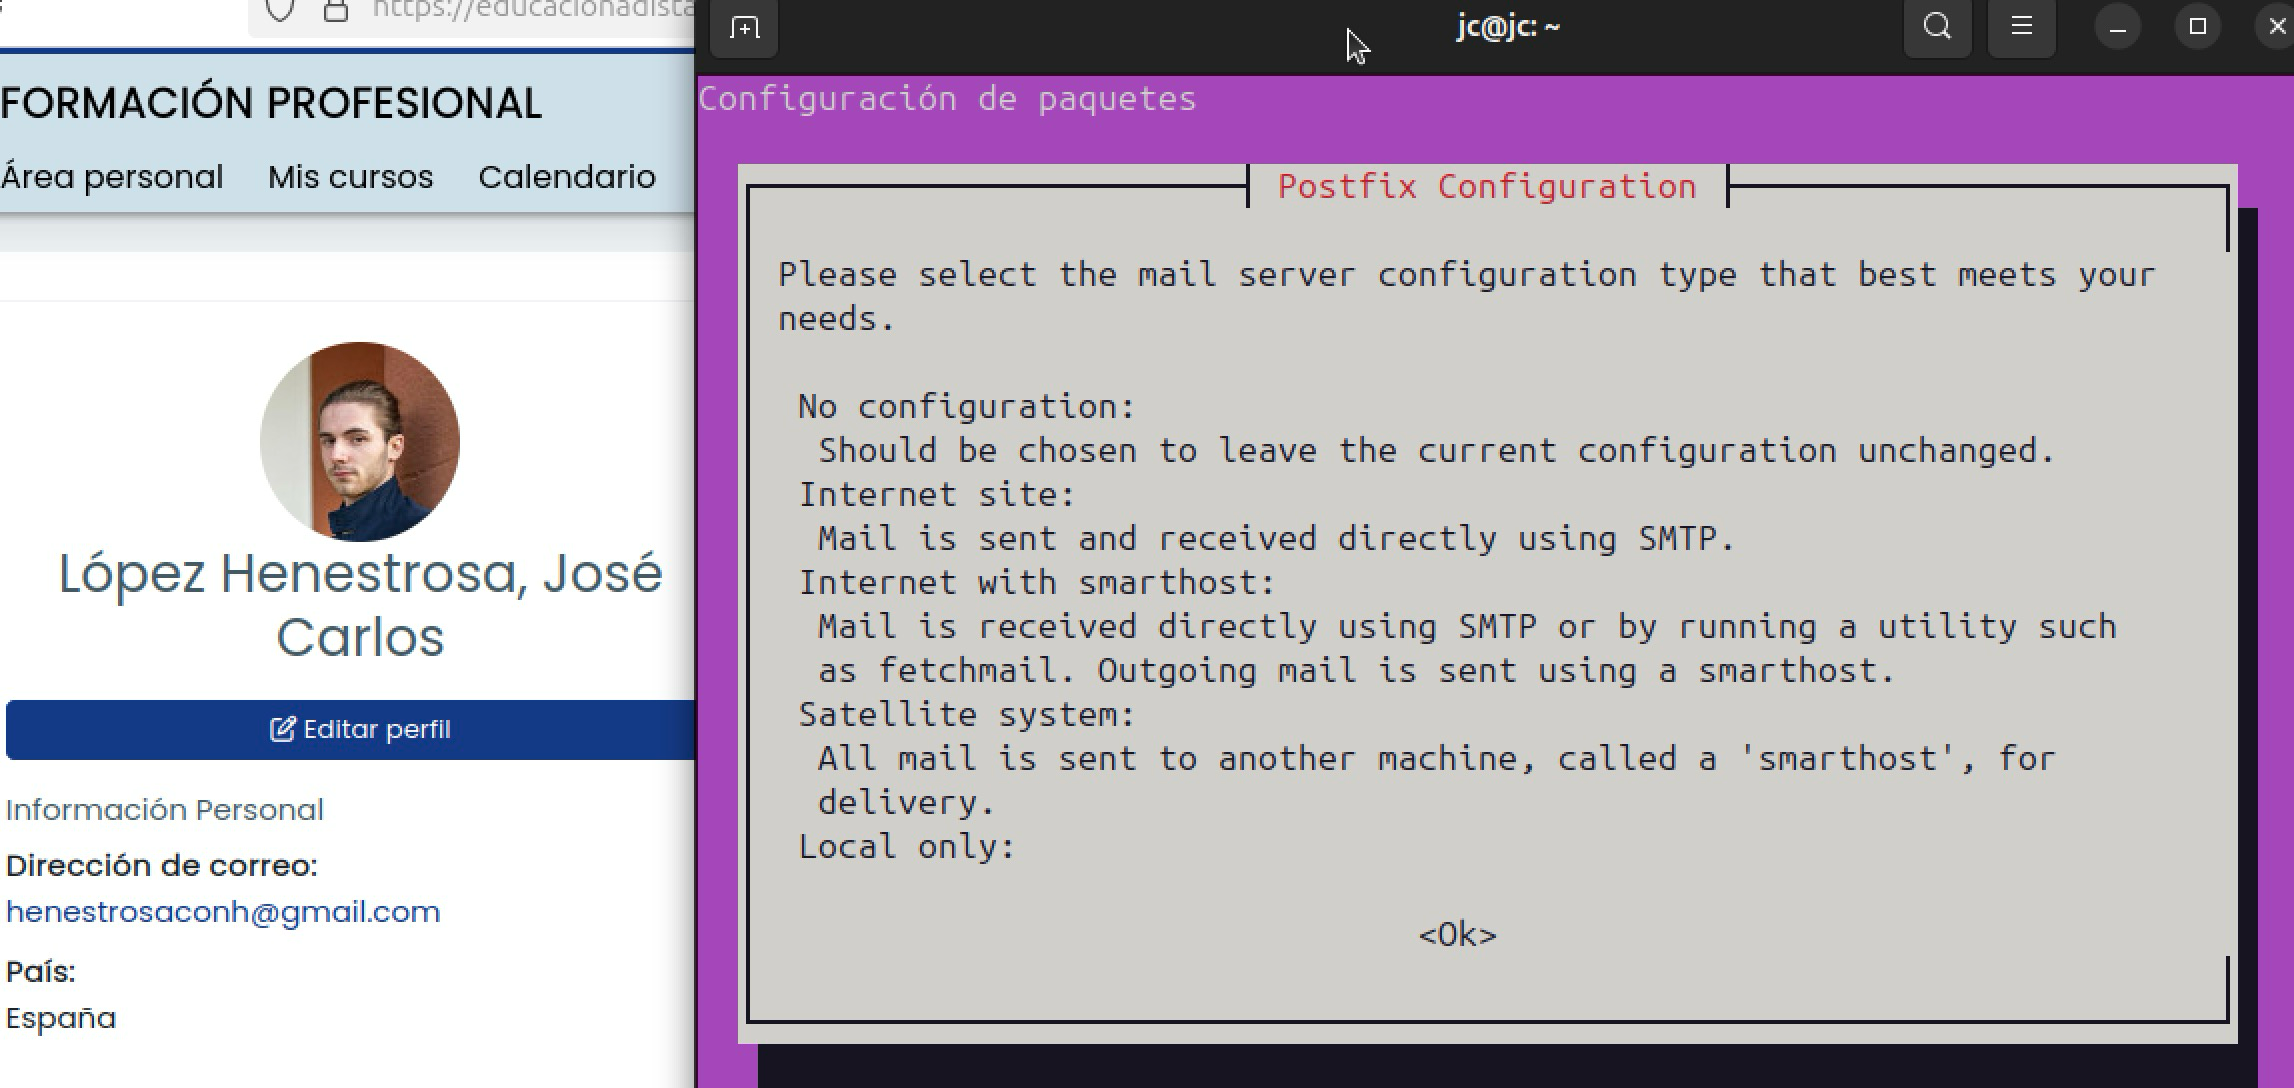 https://educacionadista
FORMACIÓN PROFESIONAL
Área personal Mis cursos Calendario
López Henestrosa, José
Carlos
Editar perfil
Información Personal
Dirección de correo:
henestrosaconh@gmail.com
País:
España
jc@jc: ~
Configuración de paquetes
Postfix Configuration
Please select the mail server configuration type that best meets your
needs.
No configuration:
Should be chosen to leave the current configuration unchanged.
Internet site:
Mail is sent and received directly using SMTP.
Internet with smarthost:
Mail is received directly using SMTP or by running a utility such
as fetchmail. Outgoing mail is sent using a smarthost.
Satellite system:
All mail is sent to another machine, called a 'smarthost', for
delivery.
Local only:
<Ok>